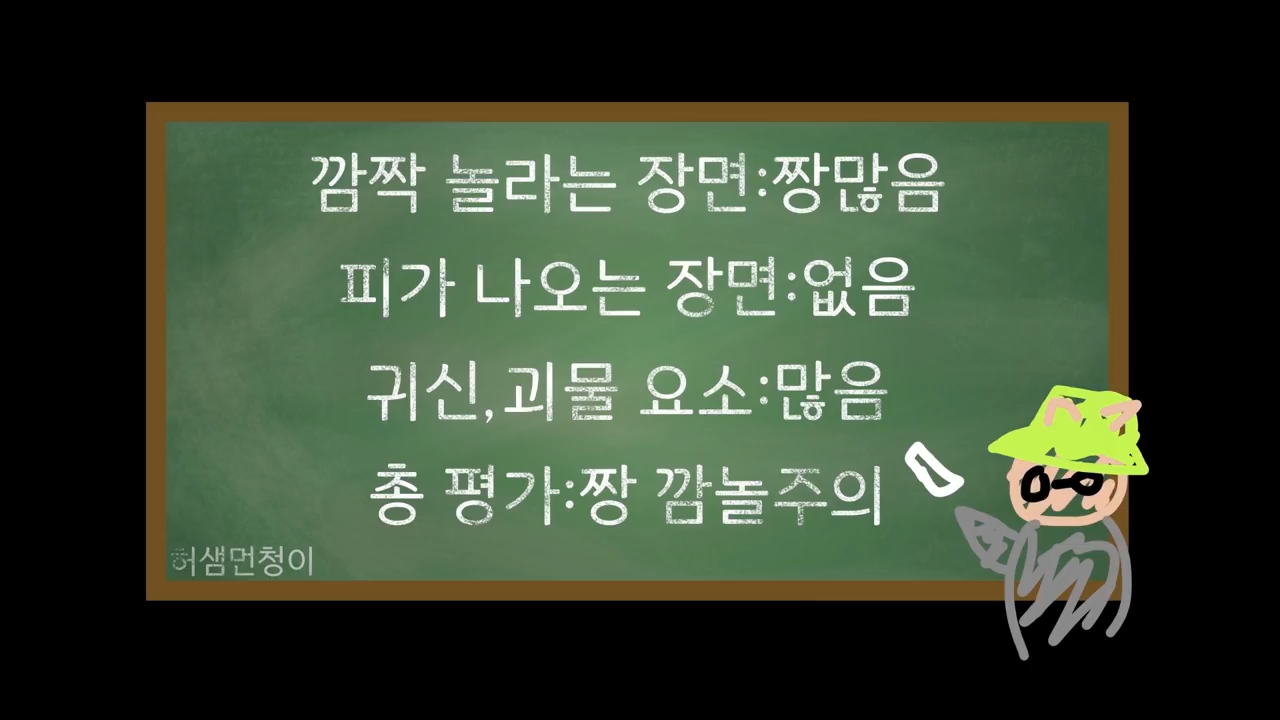 깜짝 놀라는 장면:짱많음
피가 나오는 장면:없음
귀신,괴물 요소:많음
총 평가:짱 깜놀주의
허샘먼청이